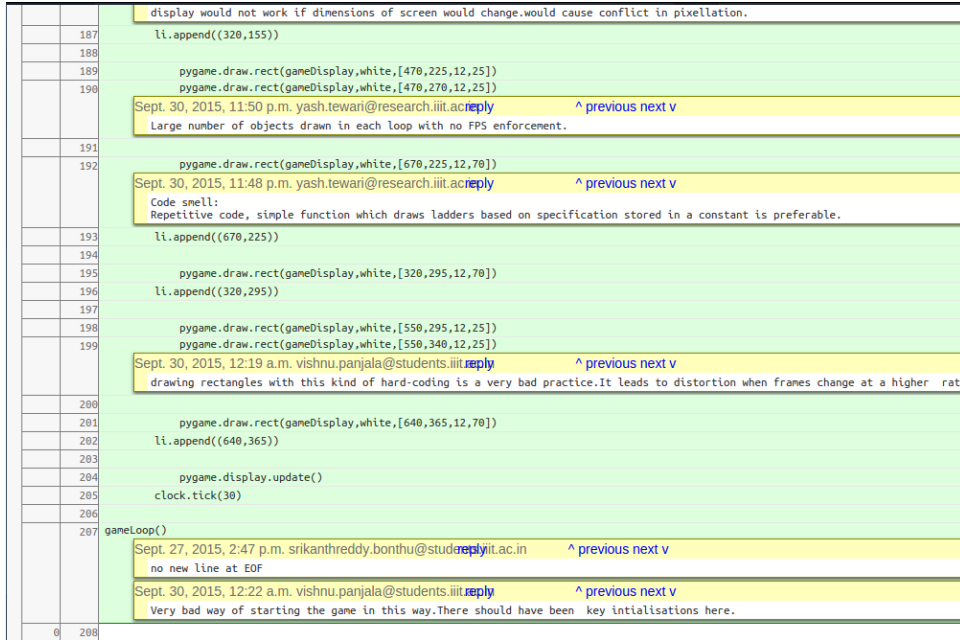 display would not work if dimensions of screen would change.would cause conflict in pixellation.
187 li.append((320,155))
188
189 pygame.draw.rect(gameDisplay,white,[470,225,12,25])
190 pygame.draw.rect(gameDisplay,white,[470,270,12,25])
Sept. 30, 2015, 11:50 p.m. yash.tewari@research.iiit.ac.in reply ^ previous next v
Large number of objects drawn in each loop with no FPS enforcement.
191
192 pygame.draw.rect(gameDisplay,white,[670,225,12,70])
Sept. 30, 2015, 11:48 p.m. yash.tewari@research.iiit.ac.in reply ^ previous next v
Code smell:
Repetitive code, simple function which draws ladders based on specification stored in a constant is preferable.
193 li.append((670,225))
194
195 pygame.draw.rect(gameDisplay,white,[320,295,12,70])
196 li.append((320,295))
197
198 pygame.draw.rect(gameDisplay,white,[550,295,12,25])
199 pygame.draw.rect(gameDisplay,white,[550,340,12,25])
Sept. 30, 2015, 12:19 a.m. vishnu.panjala@students.iiit.ac.in reply ^ previous next v
drawing rectangles with this kind of hard-coding is a very bad practice.It leads to distortion when frames change at a higher rat
200
201 pygame.draw.rect(gameDisplay,white,[640,365,12,70])
202 li.append((640,365))
203
204 pygame.display.update()
205 clock.tick(30)
206
207 gameLoop()
Sept. 27, 2015, 2:47 p.m. srikanthreddy.bonthu@students.iiit.ac.in reply ^ previous next v
no new line at EOF
Sept. 30, 2015, 12:22 a.m. vishnu.panjala@students.iiit.ac.in reply ^ previous next v
Very bad way of starting the game in this way.There should have been key intialisations here.
0 208